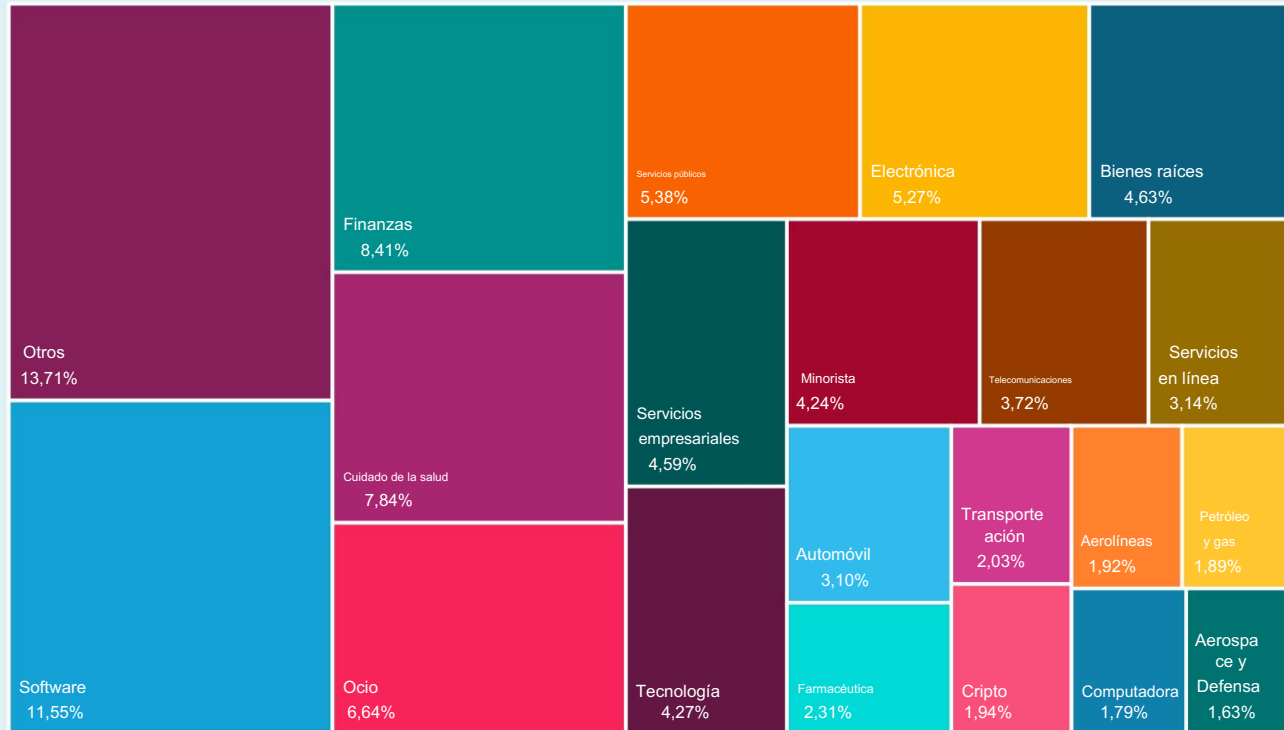 Otros
13,71%
Software
11,55%
Finanzas
8,41%
Cuidado de la salud
7,84%
Ocio
6,64%
Servicios públicos
5,38%
Electrónica
5,27%
Bienes raíces
4,63%
Servicios
empresariales
4,59%
Tecnología
4,27%
Minorista
4,24%
Telecomunicaciones
3,72%
Servicios
en línea
3,14%
Automóvil
3,10%
Farmacéutica
2,31%
Transporte
ación
2,03%
Cripto
1,94%
Aerolíneas
1,92%
Petróleo
y gas
1,89%
Computadora
1,79%
Aerospa
ce y
Defensa
1,63%